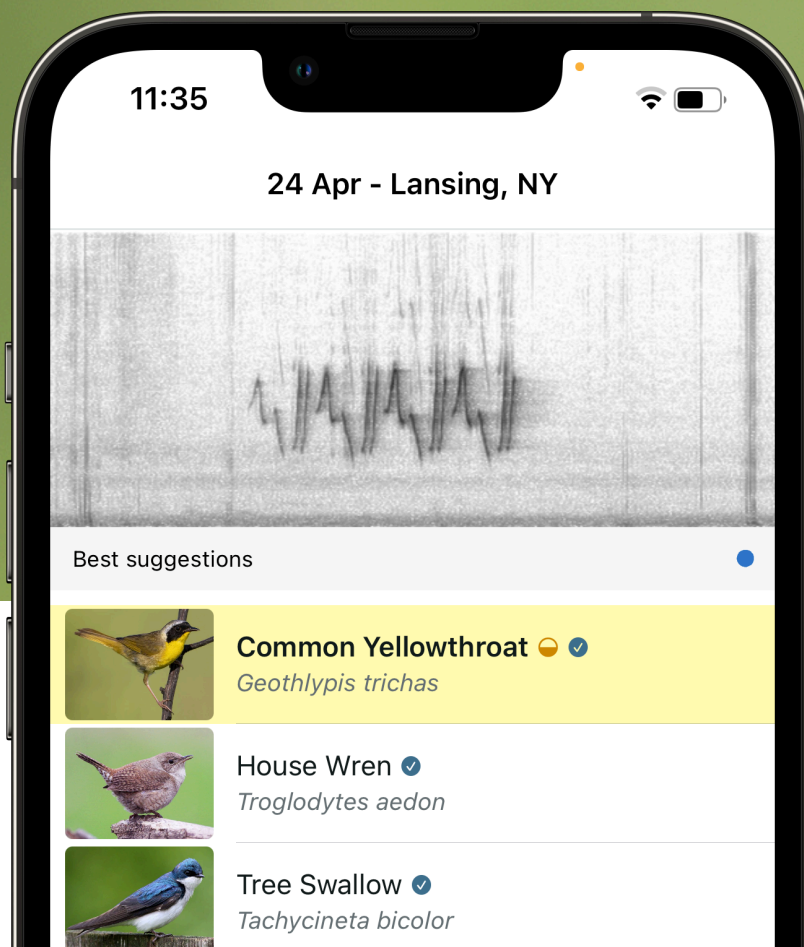 11:35
24 Apr - Lansing, NY
Best suggestions
Common Yellowthroat
Geothlypis trichas
House Wren
Troglodytes aedon
Tree Swallow
Tachycineta bicolor